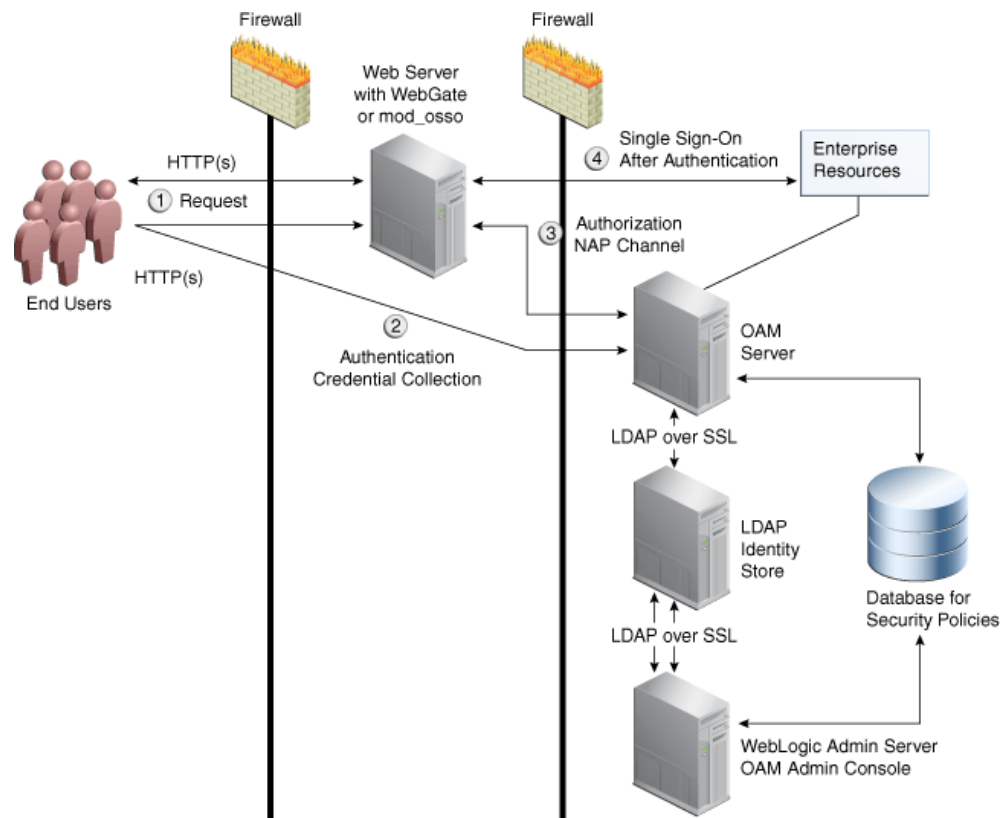 Firewall
Firewall
Web Server
with WebGate
or mod_osso
HTTP(s)
1 Request
HTTP(s)
End Users
4 Single Sign-On
After Authentication
Enterprise
Resources
3 Authorization
NAP Channel
2
Authentication
Credential Collection
OAM
Server
LDAP over SSL
LDAP
Identity
Store
Database for
Security Policies
LDAP over SSL
WebLogic Admin Server
OAM Admin Console